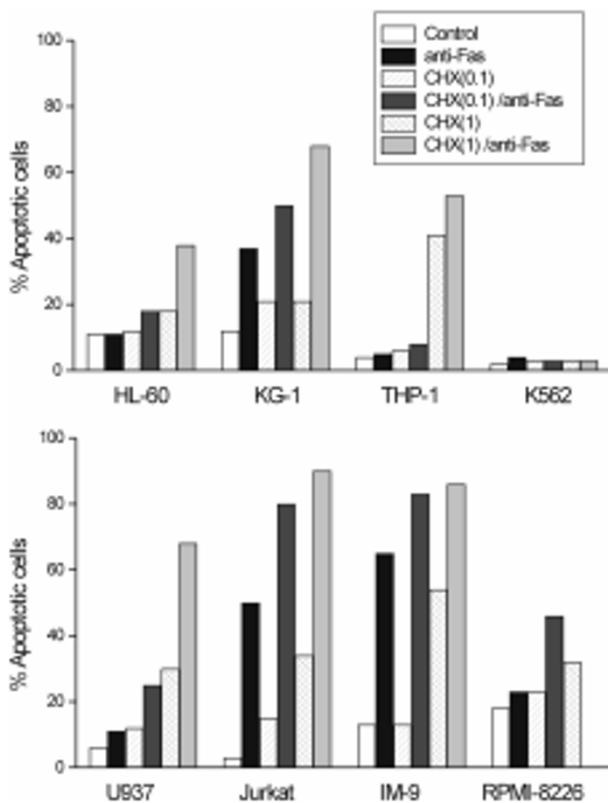 100
80
60
40
20
0
% Apoptotic cells
Control
anti-Fas
CHX(0.1)
CHX(0.1) /anti-Fas
CHX(1)
CHX(1) /anti-Fas
HL-60
KG-1
THP-1
K562
100
80
60
40
20
0
% Apoptotic cells
U937
Jurkat
IM-9
RPMI-8226